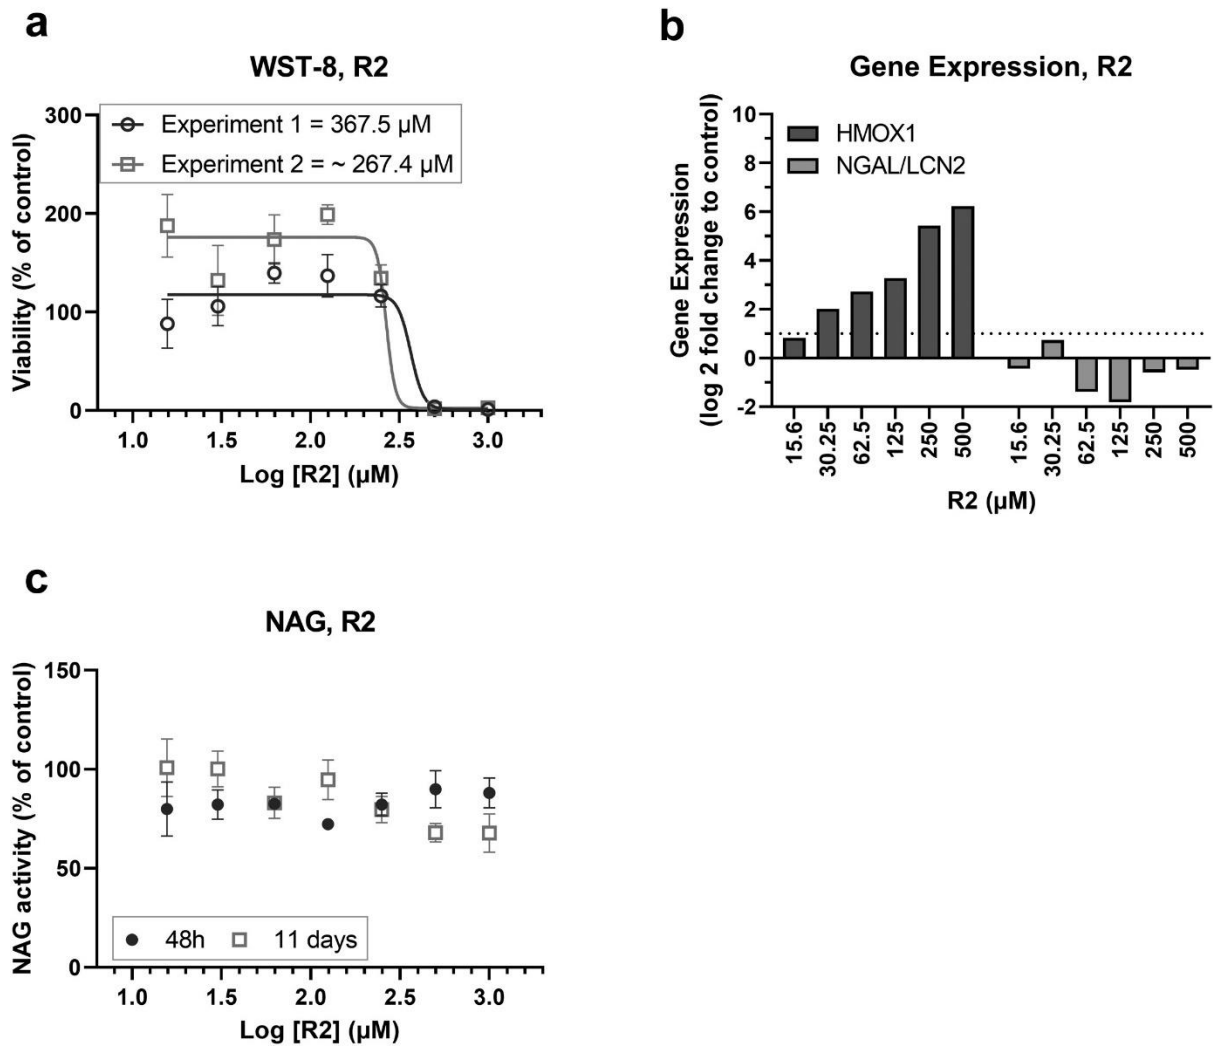 a
WST-8, R2
Viability (% of control)
300
200
100
0
Experiment 1 = 367.5 µM
Experiment 2 = ~ 267.4 µM
1.0 1.5 2.0 2.5 3.0
Log [R2] (µM)
b
Gene Expression, R2
Gene Expression
(log 2 fold change to control)
10
8
6
4
2
0
-2
HMOX1
NGAL/LCN2
15.6 30.25 62.5 125 250 500 15.6 30.25 62.5 125 250 500
R2 (µM)
c
NAG, R2
NAG activity (% of control)
150
100
50
0
48h 11 days
1.0 1.5 2.0 2.5 3.0
Log [R2] (µM)